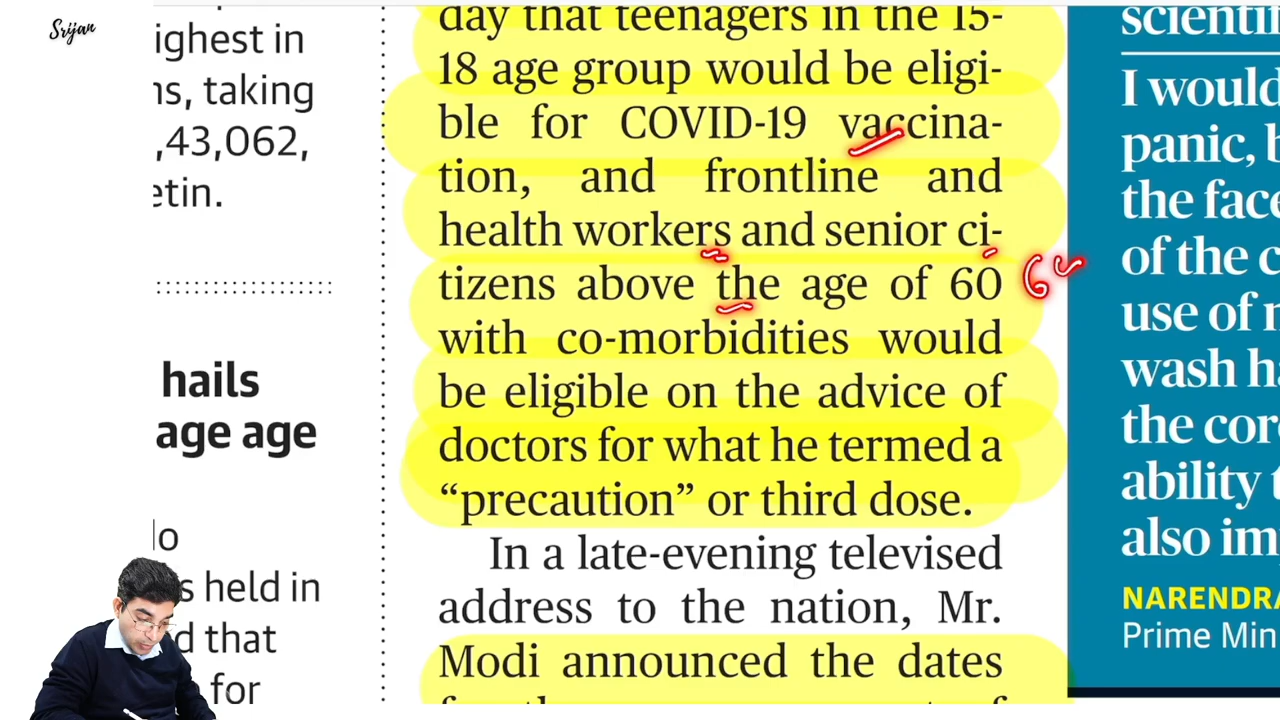 Srijan
ighest in
ns, taking
,43,062,
etin.
hails
age age
lo
s held in
d that
for
day that teenagers in the 15-
18 age group would be eligi-
ble for COVID-19 vaccina-
tion, and frontline and
health workers and senior ci-
tizens above the age of 60
with co-morbidities would
be eligible on the advice of
doctors for what he termed a
“precaution” or third dose.
In a late-evening televised
address to the nation, Mr.
Modi announced the dates
scientifi
I would
panic, b
the face
of the c
use of m
wash ha
the coro
ability t
also imp
NARENDRA
Prime Min